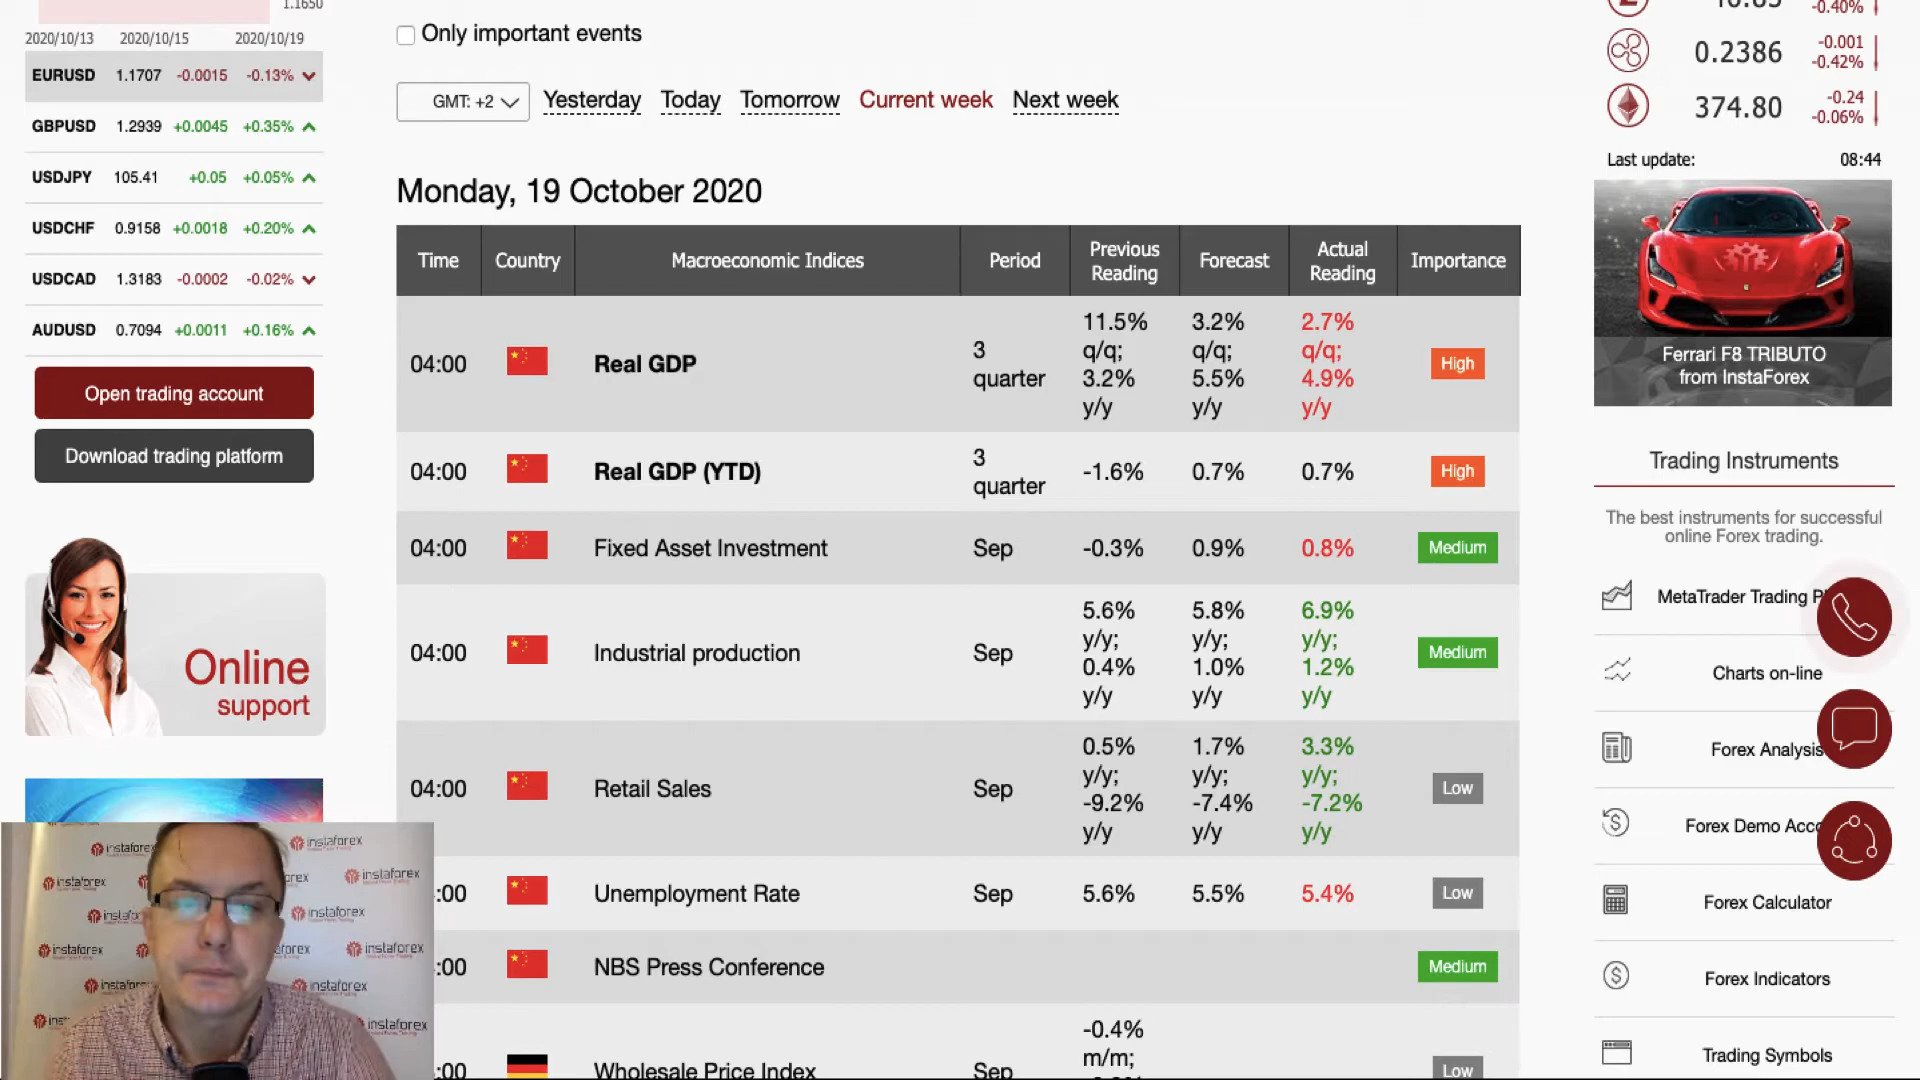 1.1650
2020/10/13 2020/10/15 2020/10/19
EURUSD 1.1707 -0.0015 -0.13%
GBPUSD 1.2939 +0.0045 +0.35%
USDJPY 105.41 +0.05 +0.05%
USDCHF 0.9158 +0.0018 +0.20%
USDCAD 1.3183 -0.0002 -0.02%
AUDUSD 0.7094 +0.0011 +0.16%
Open trading account
Download trading platform
Online
support
Only important events
GMT: +2 Yesterday Today Tomorrow Current week Next week
Monday, 19 October 2020
Time Country Macroeconomic Indices Period Previous Reading Forecast Actual Reading Importance
04:00 Real GDP 3 quarter 11.5% q/q; 3.2% y/y 3.2% q/q; 5.5% y/y 2.7% q/q; 4.9% y/y High
04:00 Real GDP (YTD) 3 quarter -1.6% 0.7% 0.7% High
04:00 Fixed Asset Investment Sep -0.3% 0.9% 0.8% Medium
04:00 Industrial production Sep 5.6% y/y; 0.4% y/y 5.8% y/y; 1.0% y/y 6.9% y/y; 1.2% y/y Medium
04:00 Retail Sales Sep 0.5% y/y; -9.2% y/y 1.7% y/y; -7.4% y/y 3.3% y/y; -7.2% y/y Low
:00 Unemployment Rate Sep 5.6% 5.5% 5.4% Low
:00 NBS Press Conference Medium
:00 Wholesale Price Index Sep -0.4% m/m; Low
-0.40%
0.2386 -0.001 -0.42%
374.80 -0.24 -0.06%
Last update: 08:44
Ferrari F8 TRIBUTO
from InstaForex
Trading Instruments
The best instruments for successful
online Forex trading.
MetaTrader Trading P
Charts on-line
Forex Analysis
Forex Demo Acc
Forex Calculator
Forex Indicators
Trading Symbols
instaforex
instaforex
instaforex
instaforex
instaforex
instaforex
instaforex
instaforex
instaforex
instaforex